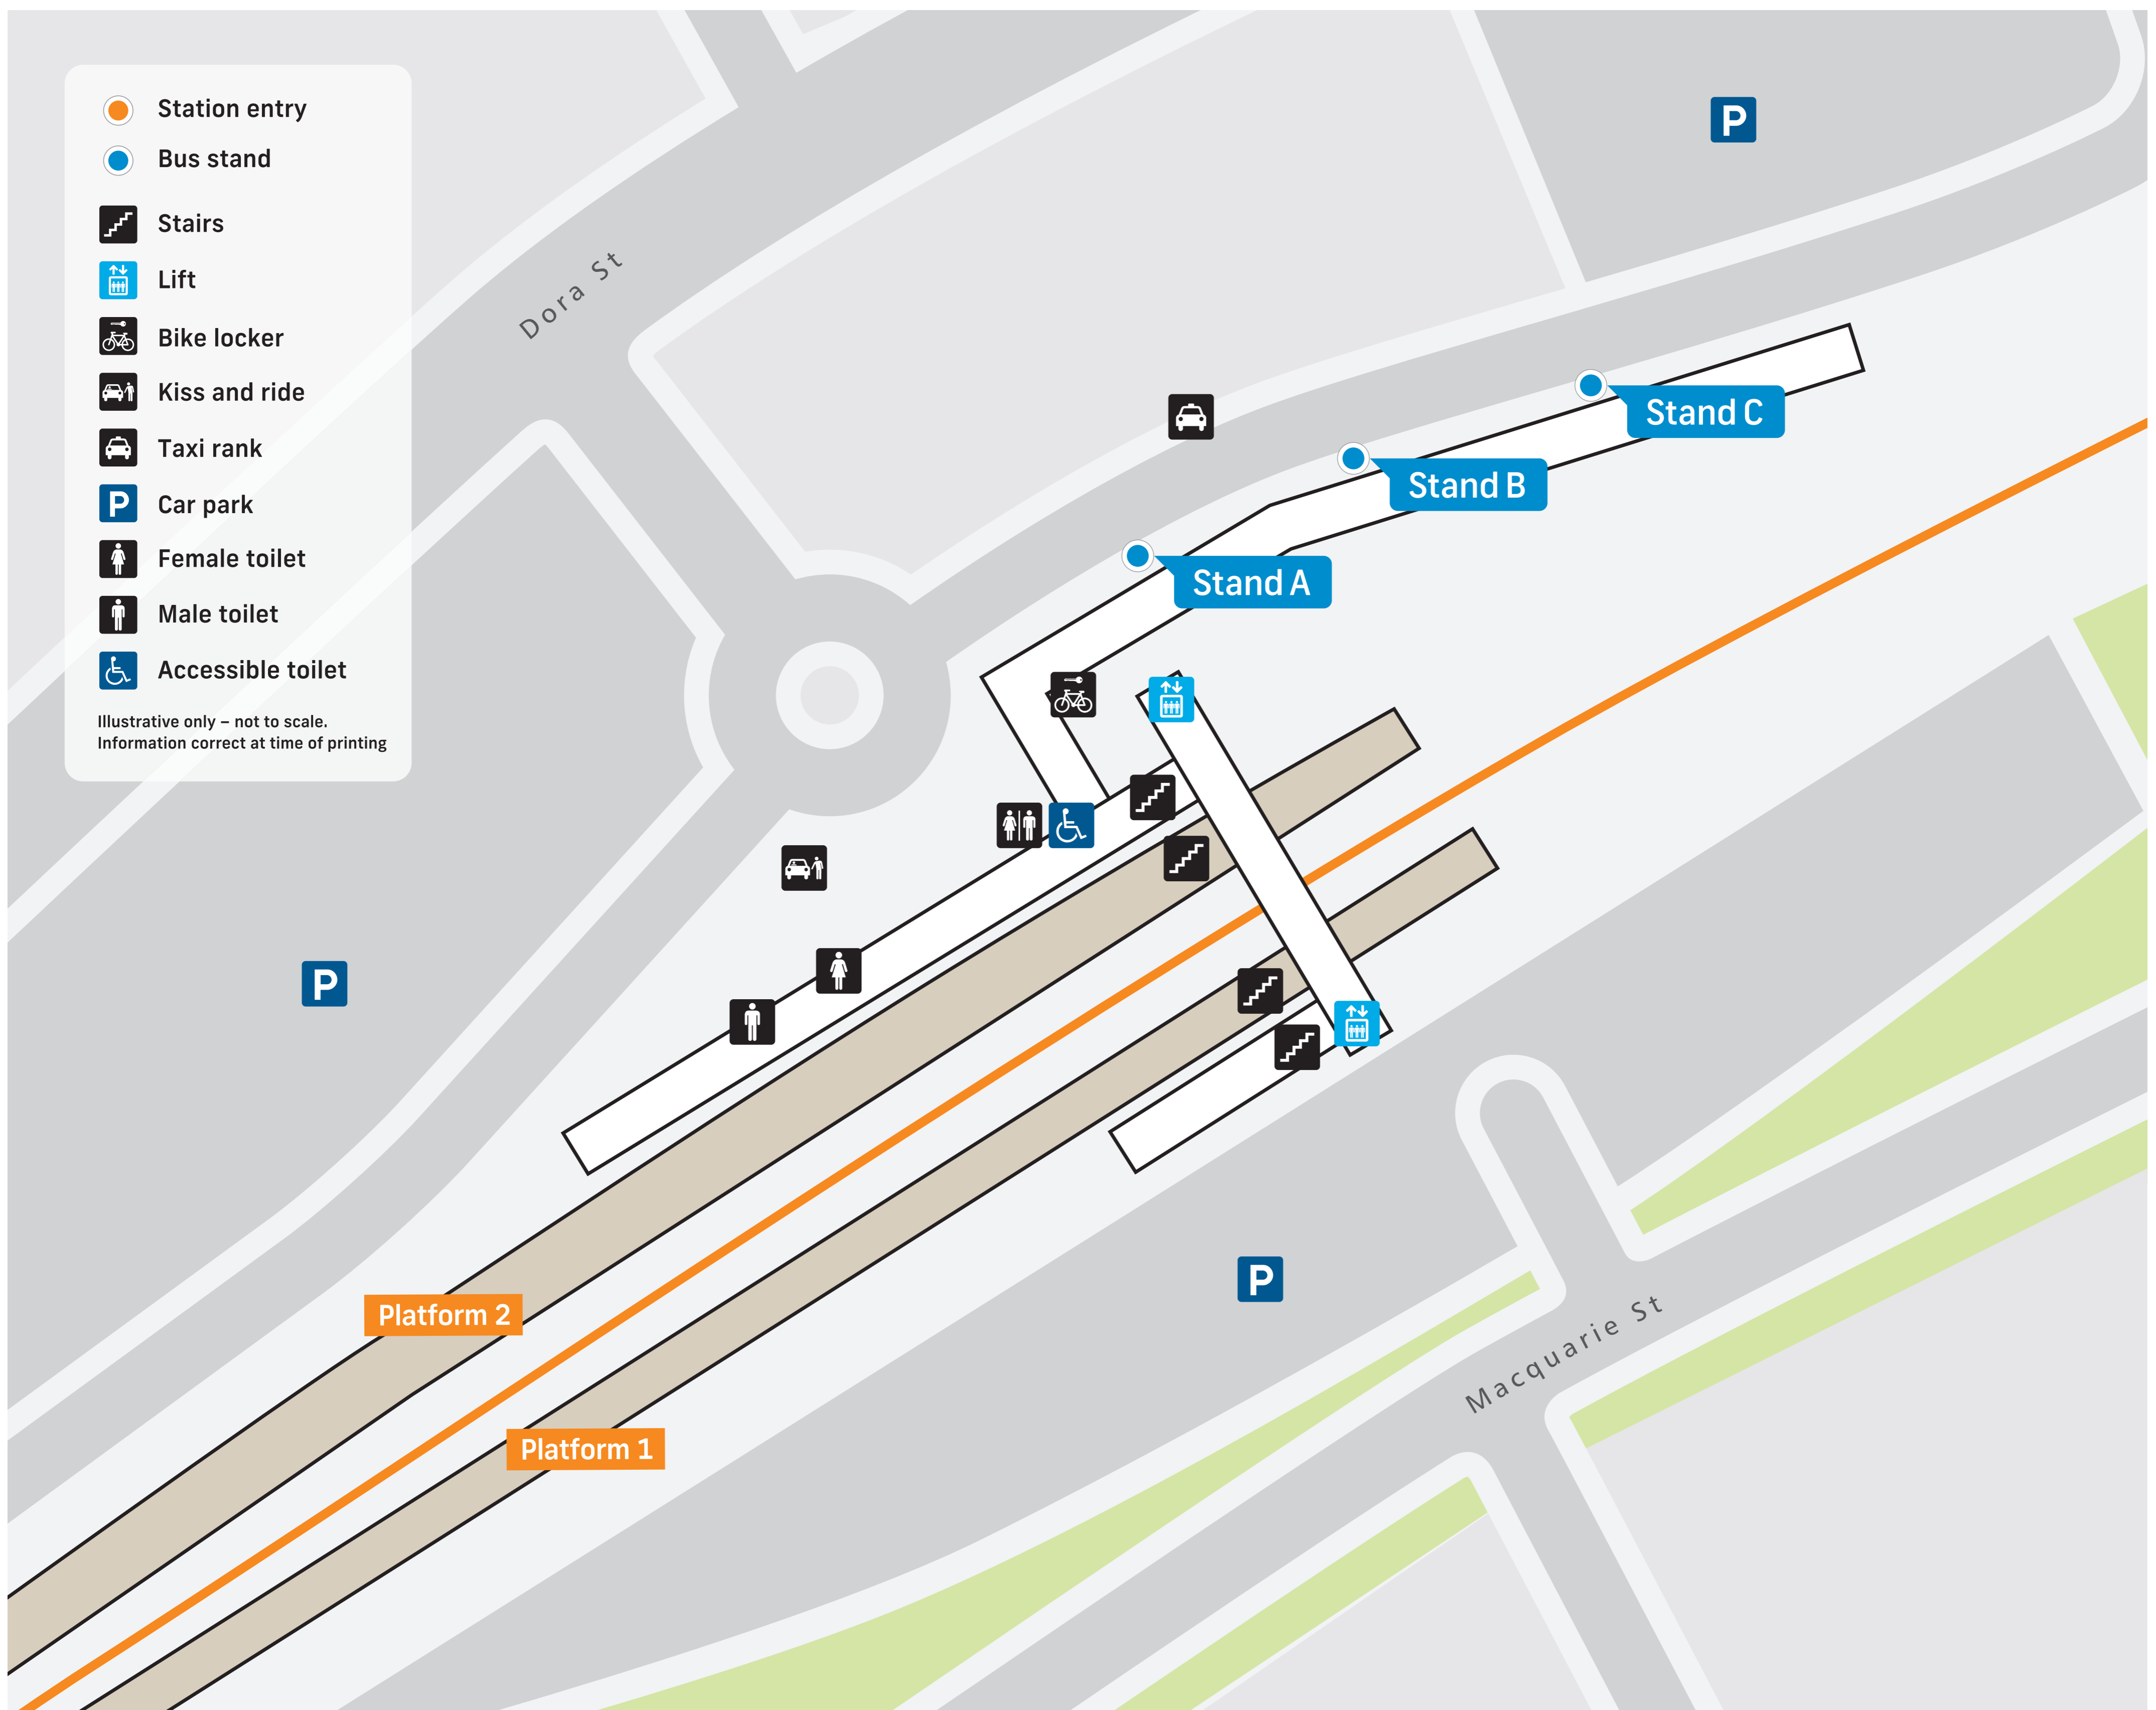 Station entry
Bus stand
Stairs
Lift
Bike locker
Kiss and ride
Taxi rank
P Car park
Female toilet
Male toilet
Accessible toilet
Illustrative only – not to scale.
Information correct at time of printing
Dora St
P
Stand C
Stand B
Stand A
P
P
Platform 2
Platform 1
Macquarie St